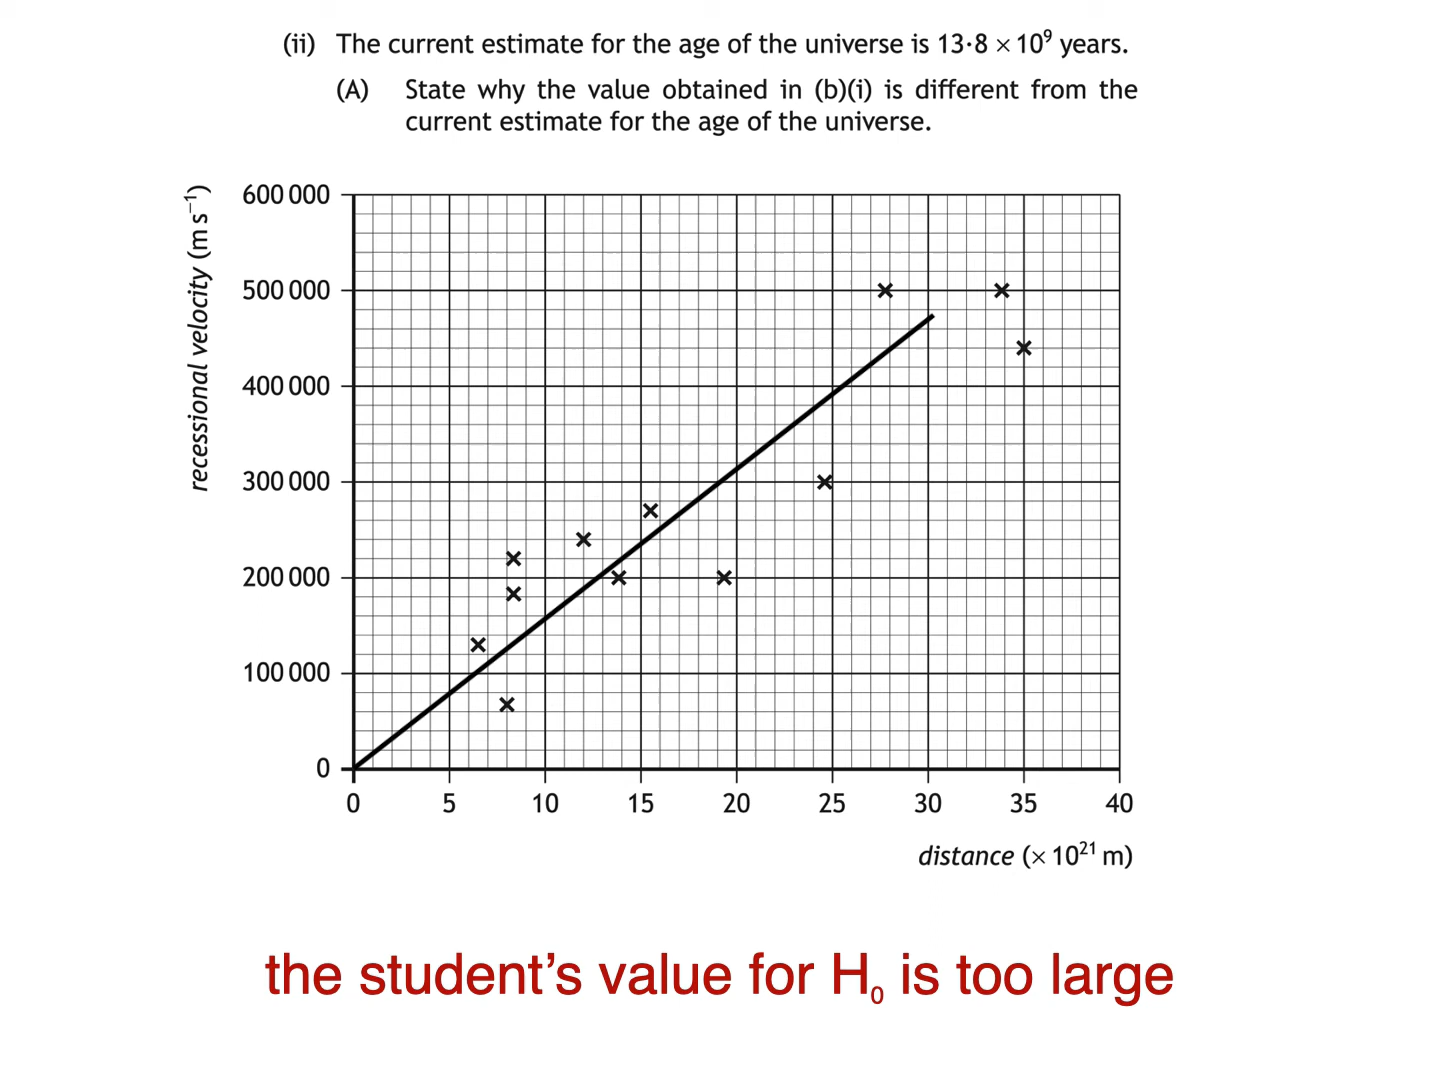 (ii) The current estimate for the age of the universe is 13·8 × 10⁹ years.
(A) State why the value obtained in (b)(i) is different from the
current estimate for the age of the universe.
recessional velocity (m s⁻¹)
600 000
500 000
400 000
300 000
200 000
100 000
0
0 5 10 15 20 25 30 35 40
distance (× 10²¹ m)
the student’s value for H₀ is too large